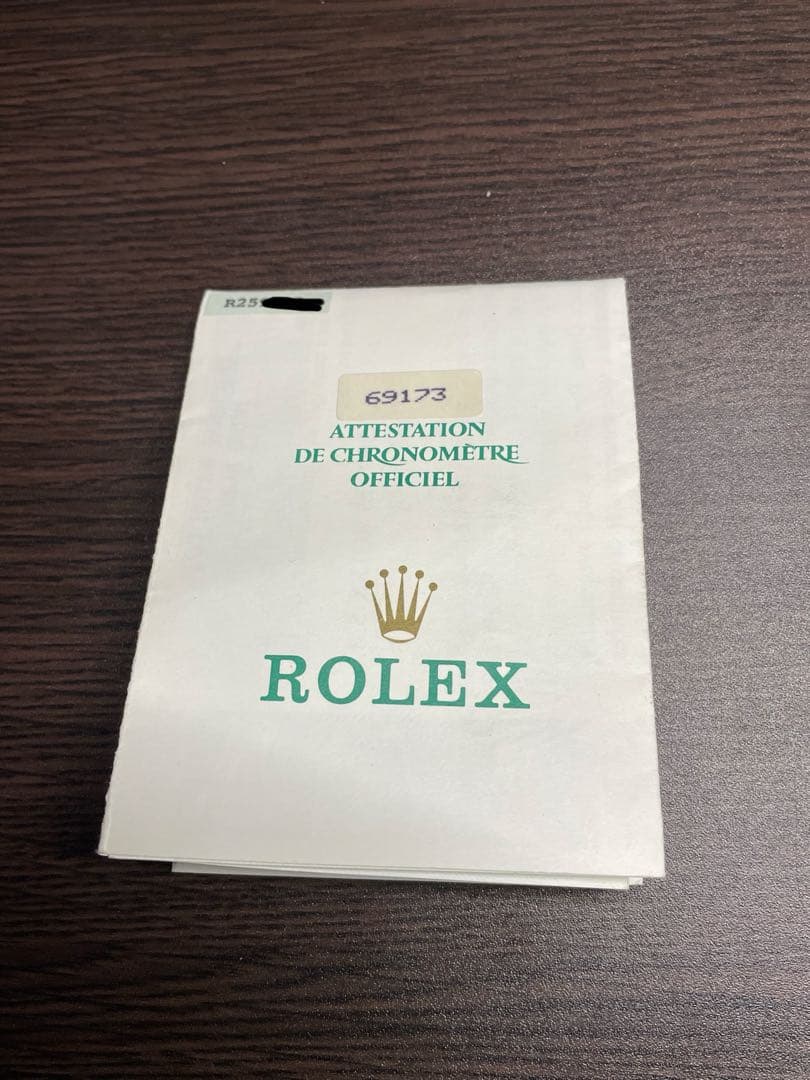 R25
69173
ATTESTATION
DE CHRONOMÈTRE
OFFICIEL
ROLEX